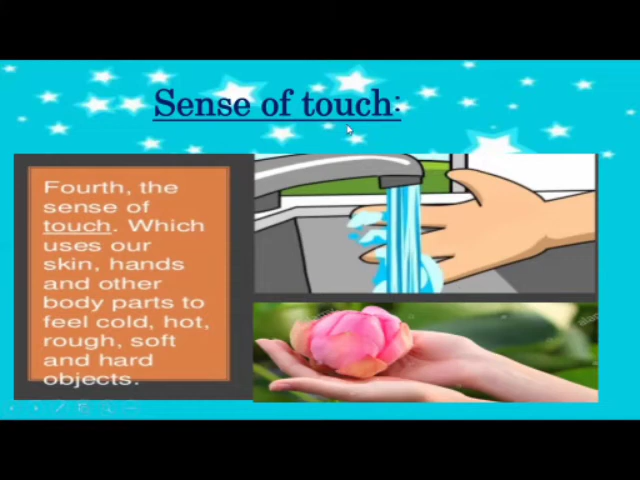 Sense of touch:
Fourth, the
sense of
touch. Which
uses our
skin, hands
and other
body parts to
feel cold, hot,
rough, soft
and hard
objects.